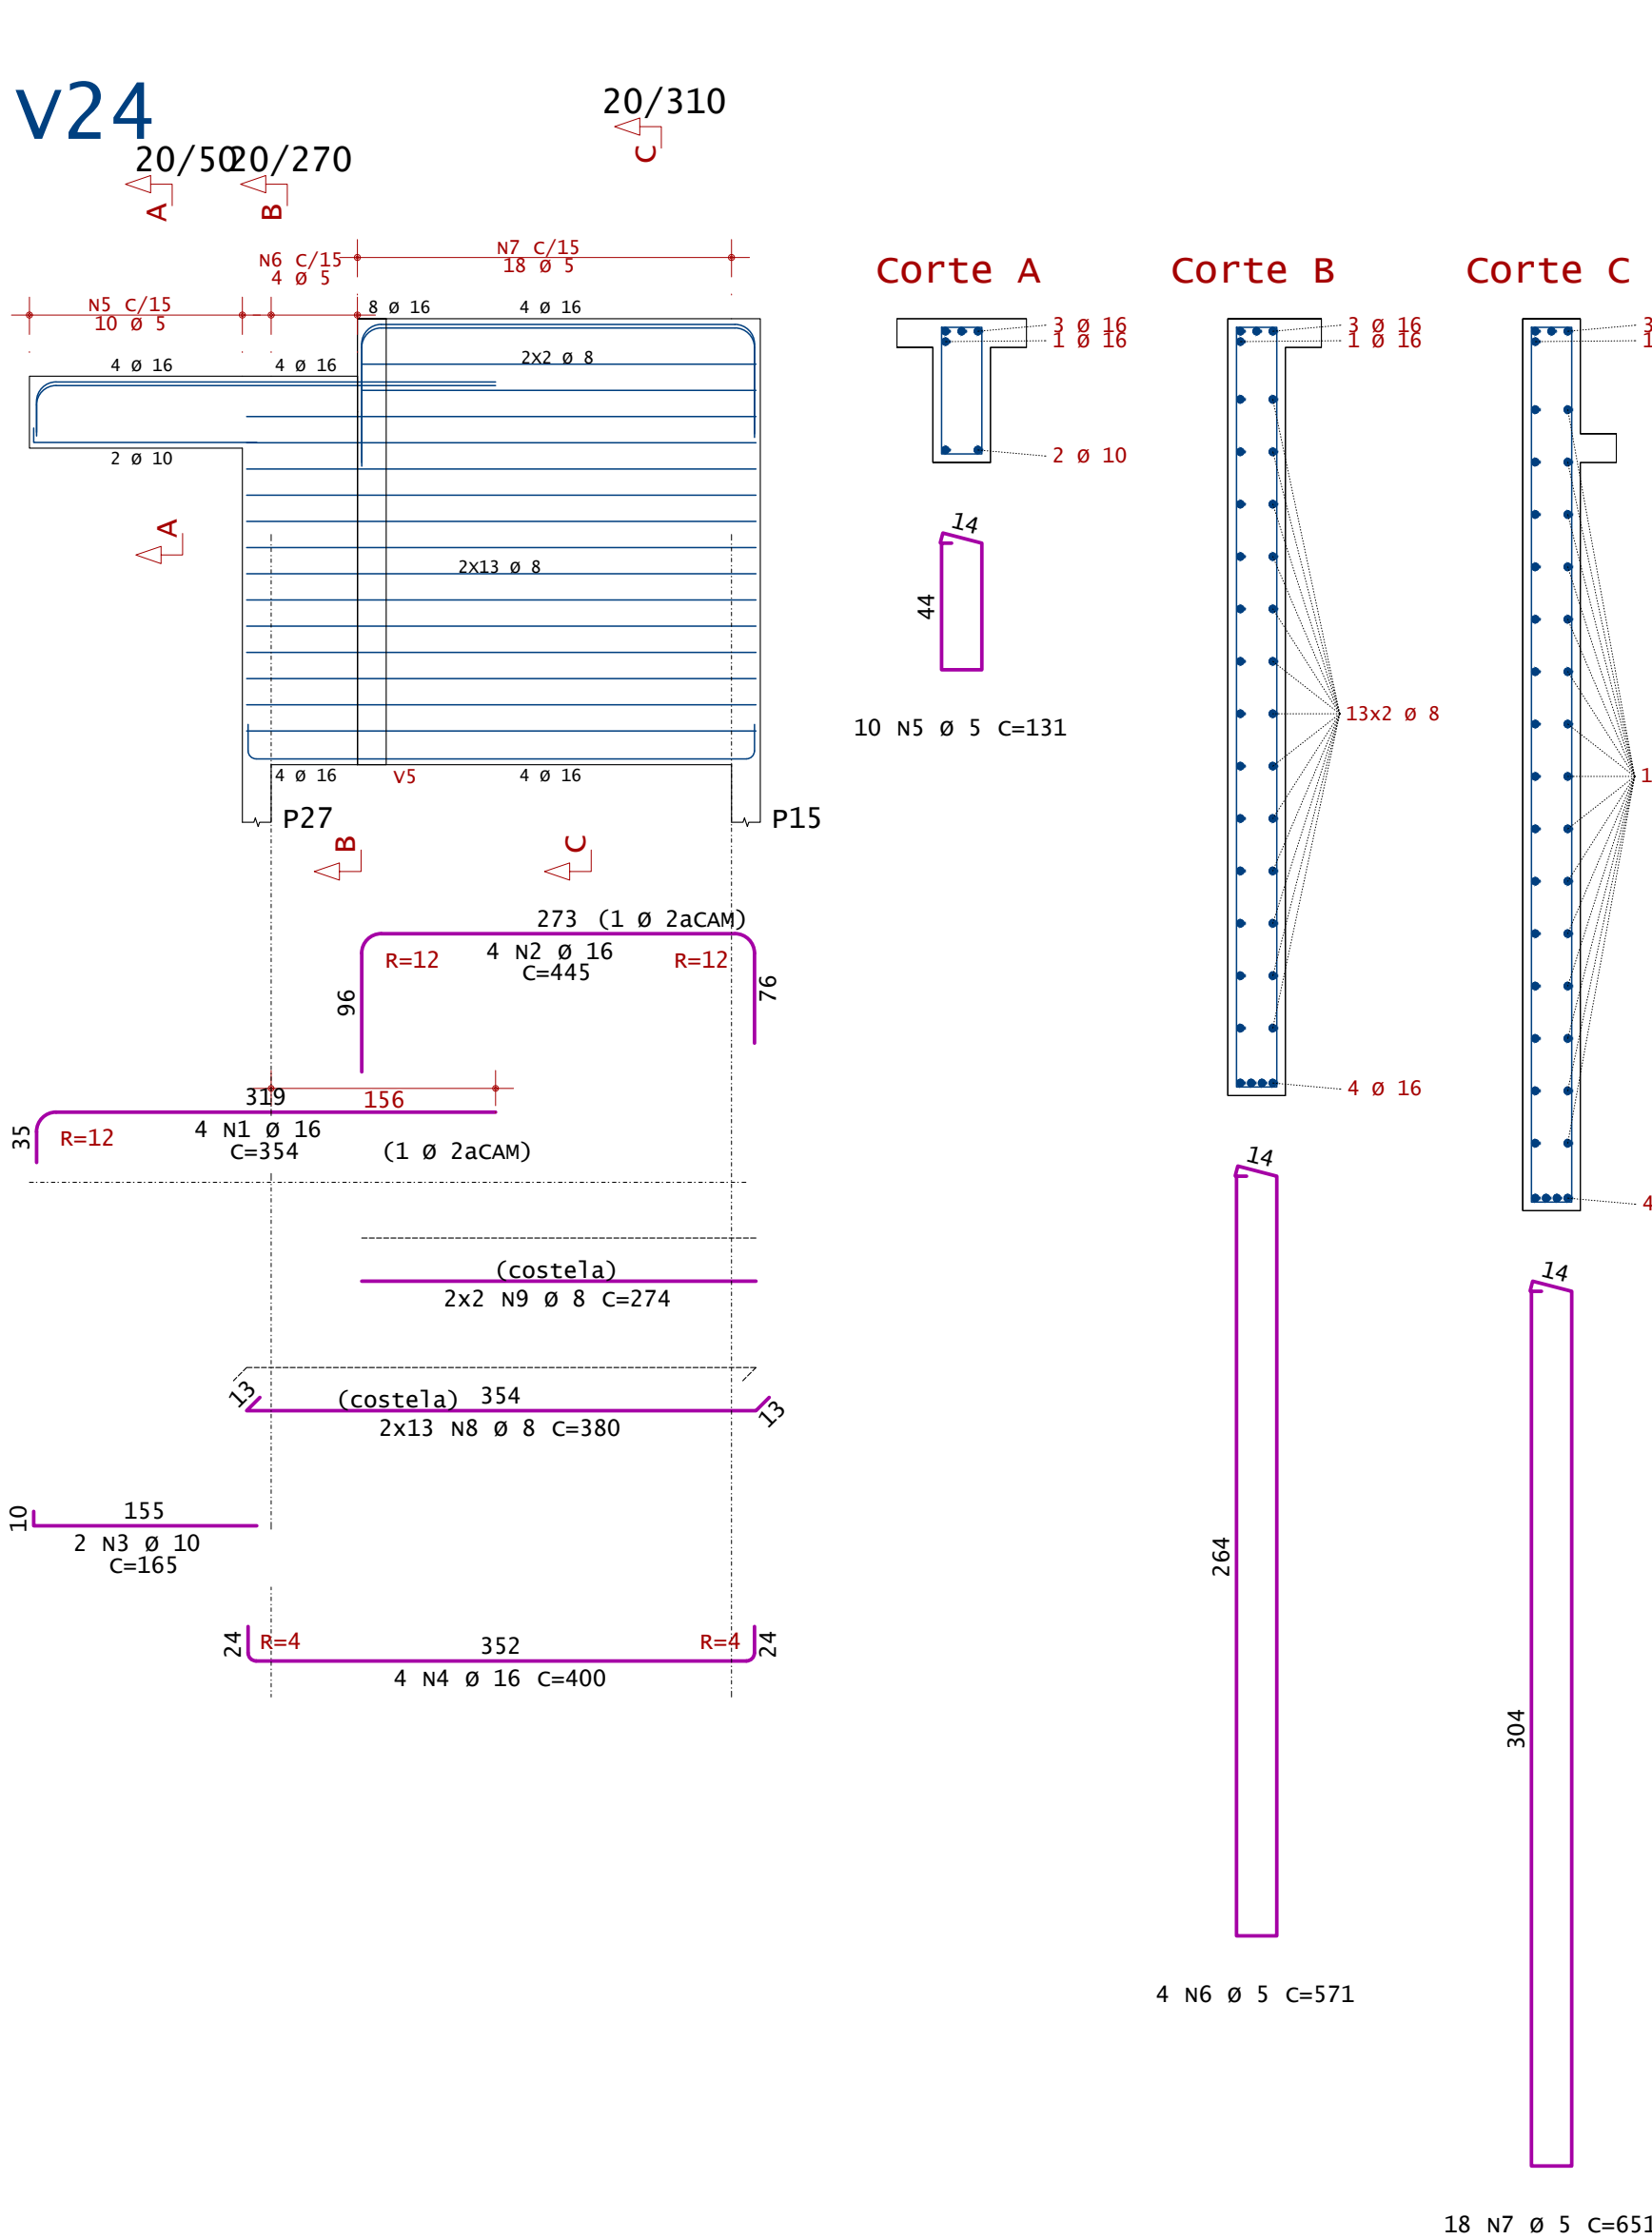 V24
20/310
20/50
20/270
C
A
B
N7 C/15
18 Ø 5
N6 C/15
4 Ø 5
N5 C/15
10 Ø 5
8 Ø 16
4 Ø 16
4 Ø 16
4 Ø 16
2X2 Ø 8
2 Ø 10
A
2X13 Ø 8
4 Ø 16
V5
4 Ø 16
P27
P15
B
C
273 (1 Ø 2aCAM)
R=12
4 N2 Ø 16
R=12
C=445
96
76
319
156
35
R=12
4 N1 Ø 16
C=354
(1 Ø 2aCAM)
(costela)
2x2 N9 Ø 8 C=274
13
(costela) 354
13
2x13 N8 Ø 8 C=380
10
155
2 N3 Ø 10
C=165
24
R=4
352
R=4
24
4 N4 Ø 16 C=400
Corte A
3 Ø 16
1 Ø 16
2 Ø 10
14
44
10 N5 Ø 5 C=131
Corte B
3 Ø 16
1 Ø 16
13x2 Ø 8
4 Ø 16
14
264
4 N6 Ø 5 C=571
Corte C
3
1
1
4
14
304
18 N7 Ø 5 C=651